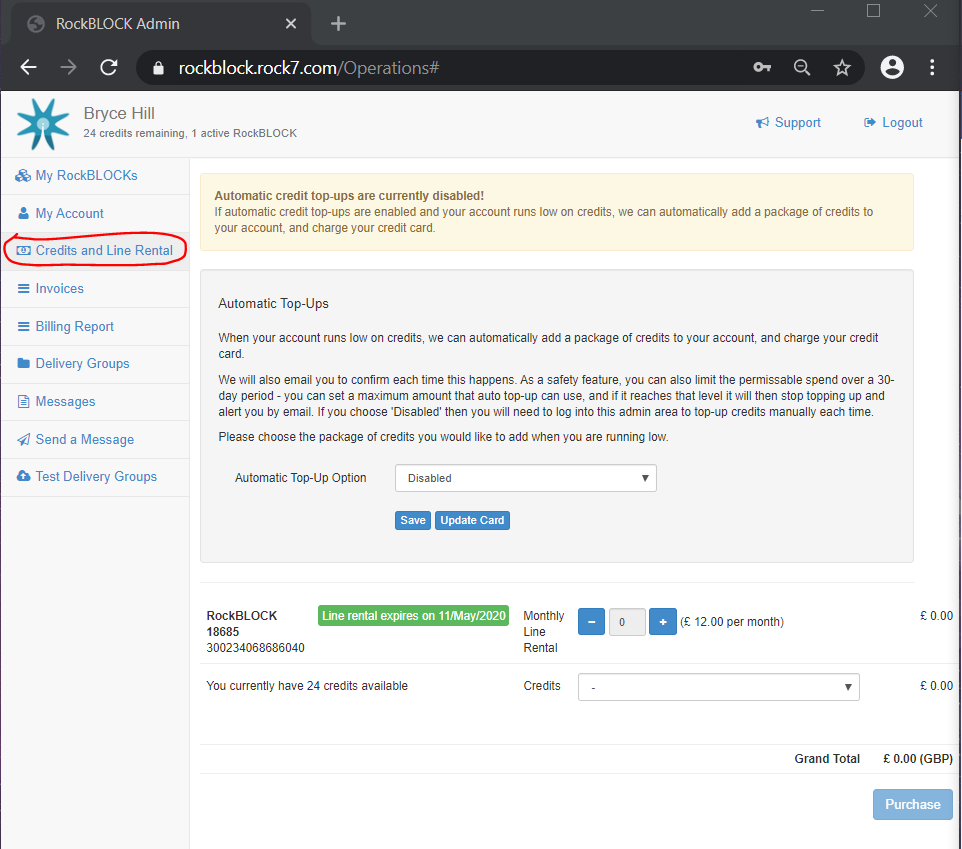 RockBLOCK Admin
rockblock.rock7.com/Operations#
Bryce Hill
24 credits remaining, 1 active RockBLOCK
Support
Logout
My RockBLOCKs
My Account
Credits and Line Rental
Invoices
Billing Report
Delivery Groups
Messages
Send a Message
Test Delivery Groups
Automatic credit top-ups are currently disabled!
If automatic credit top-ups are enabled and your account runs low on credits, we can automatically add a package of credits to
your account, and charge your credit card.
Automatic Top-Ups
When your account runs low on credits, we can automatically add a package of credits to your account, and charge your credit
card.
We will also email you to confirm each time this happens. As a safety feature, you can also limit the permissable spend over a 30-
day period - you can set a maximum amount that auto top-up can use, and if it reaches that level it will then stop topping up and
alert you by email. If you choose 'Disabled' then you will need to log into this admin area to top-up credits manually each time.
Please choose the package of credits you would like to add when you are running low.
Automatic Top-Up Option
Disabled
Save
Update Card
RockBLOCK
18685
300234068686040
Line rental expires on 11/May/2020
Monthly
Line
Rental
-
0
+
(£ 12.00 per month)
£ 0.00
You currently have 24 credits available
Credits
-
£ 0.00
Grand Total
£ 0.00 (GBP)
Purchase